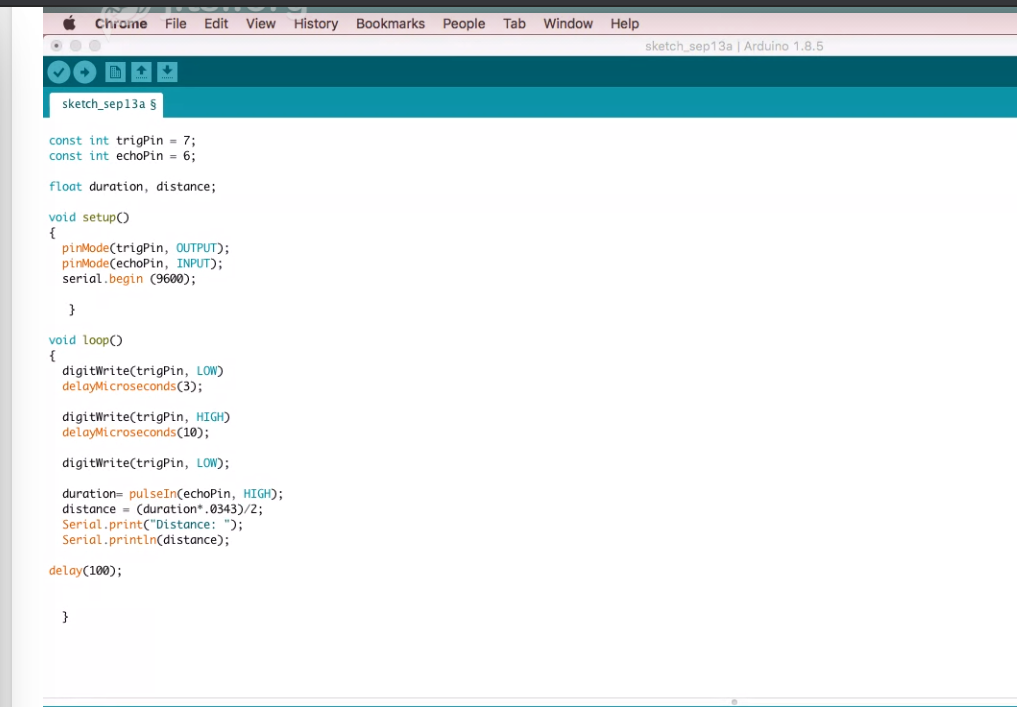 Chrome File Edit View History Bookmarks People Tab Window Help
sketch_sep13a | Arduino 1.8.5
sketch_sep13a §
const int trigPin = 7;
const int echoPin = 6;
float duration, distance;
void setup()
{
pinMode(trigPin, OUTPUT);
pinMode(echoPin, INPUT);
serial.begin (9600);
}
void loop()
{
digitWrite(trigPin, LOW)
delayMicroseconds(3);
digitWrite(trigPin, HIGH)
delayMicroseconds(10);
digitWrite(trigPin, LOW);
duration= pulseIn(echoPin, HIGH);
distance = (duration*.0343)/2;
Serial.print("Distance: ");
Serial.println(distance);
delay(100);
}